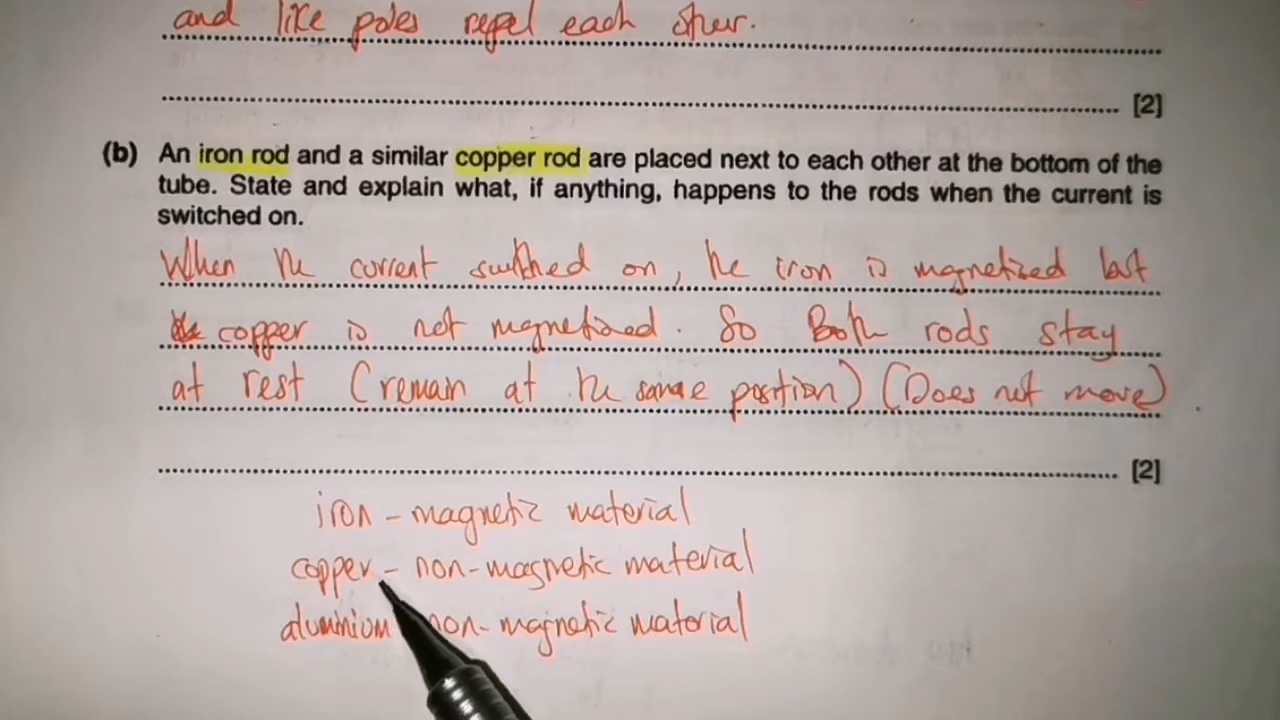 and like poles repel each other.
[2]
(b) An iron rod and a similar copper rod are placed next to each other at the bottom of the
tube. State and explain what, if anything, happens to the rods when the current is
switched on.
When the current switched on, the iron is magnetized but
copper is not magnetized. So Both rods stay
at rest (remain at the same position) (Does not move)
[2]
iron - magnetic material
copper - non-magnetic material
aluminium non-magnetic material